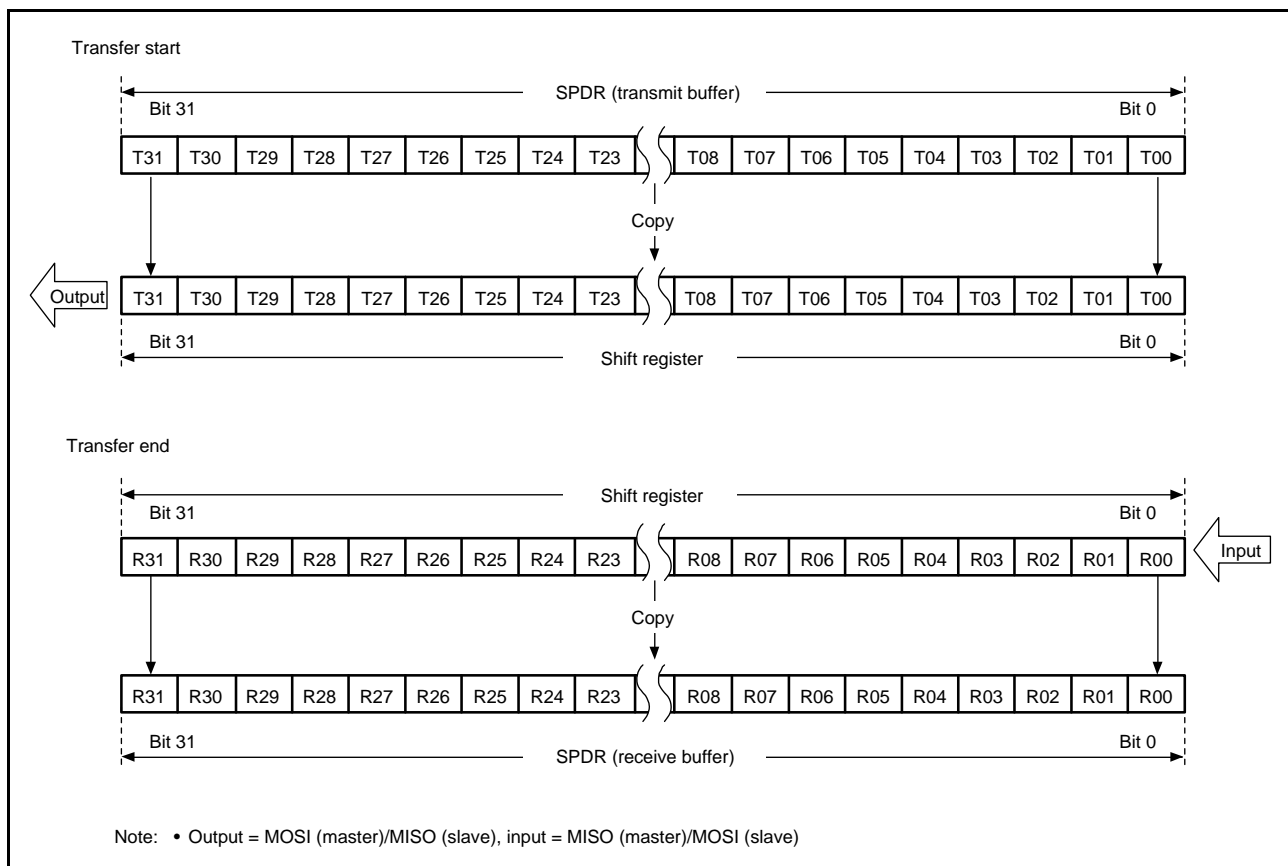 Transfer start
SPDR (transmit buffer)
Bit 31 Bit 0
T31 T30 T29 T28 T27 T26 T25 T24 T23 T08 T07 T06 T05 T04 T03 T02 T01 T00
Copy
Output T31 T30 T29 T28 T27 T26 T25 T24 T23 T08 T07 T06 T05 T04 T03 T02 T01 T00
Bit 31 Bit 0
Shift register
Transfer end
Shift register
Bit 31 Bit 0
R31 R30 R29 R28 R27 R26 R25 R24 R23 R08 R07 R06 R05 R04 R03 R02 R01 R00 Input
Copy
R31 R30 R29 R28 R27 R26 R25 R24 R23 R08 R07 R06 R05 R04 R03 R02 R01 R00
Bit 31 Bit 0
SPDR (receive buffer)
Note: • Output = MOSI (master)/MISO (slave), input = MISO (master)/MOSI (slave)